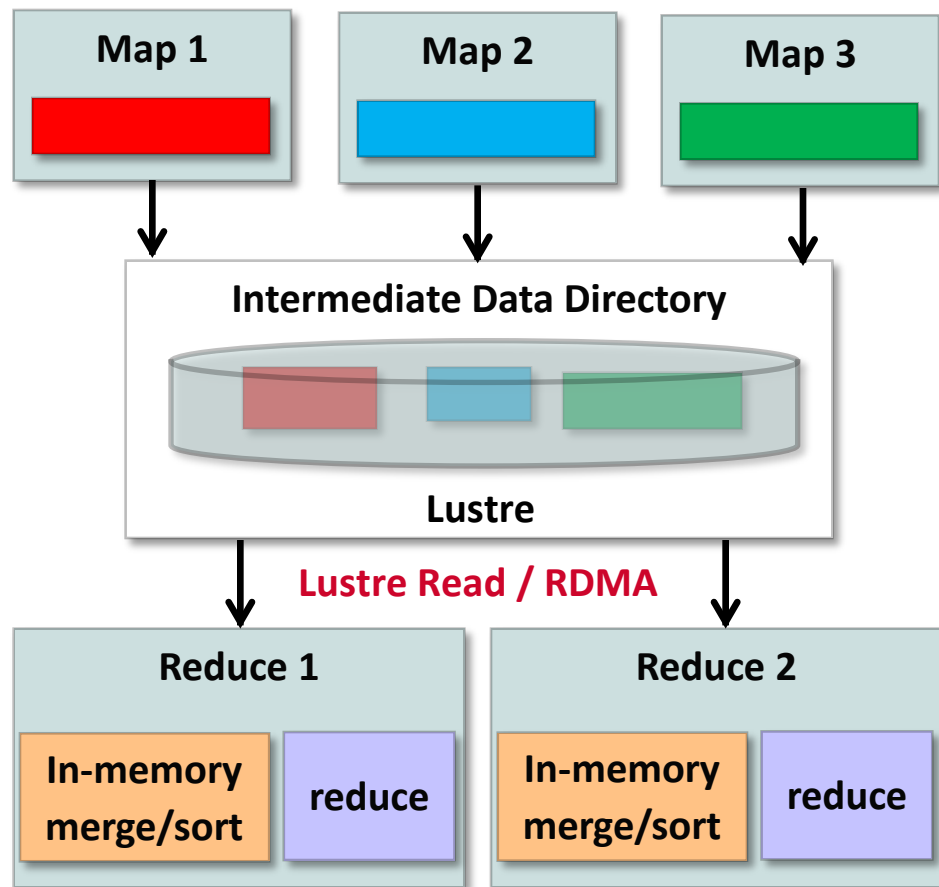 Map 1
Map 2
Map 3
Intermediate Data Directory
Lustre
Lustre Read / RDMA
Reduce 1
In-memory
merge/sort
reduce
Reduce 2
In-memory
merge/sort
reduce